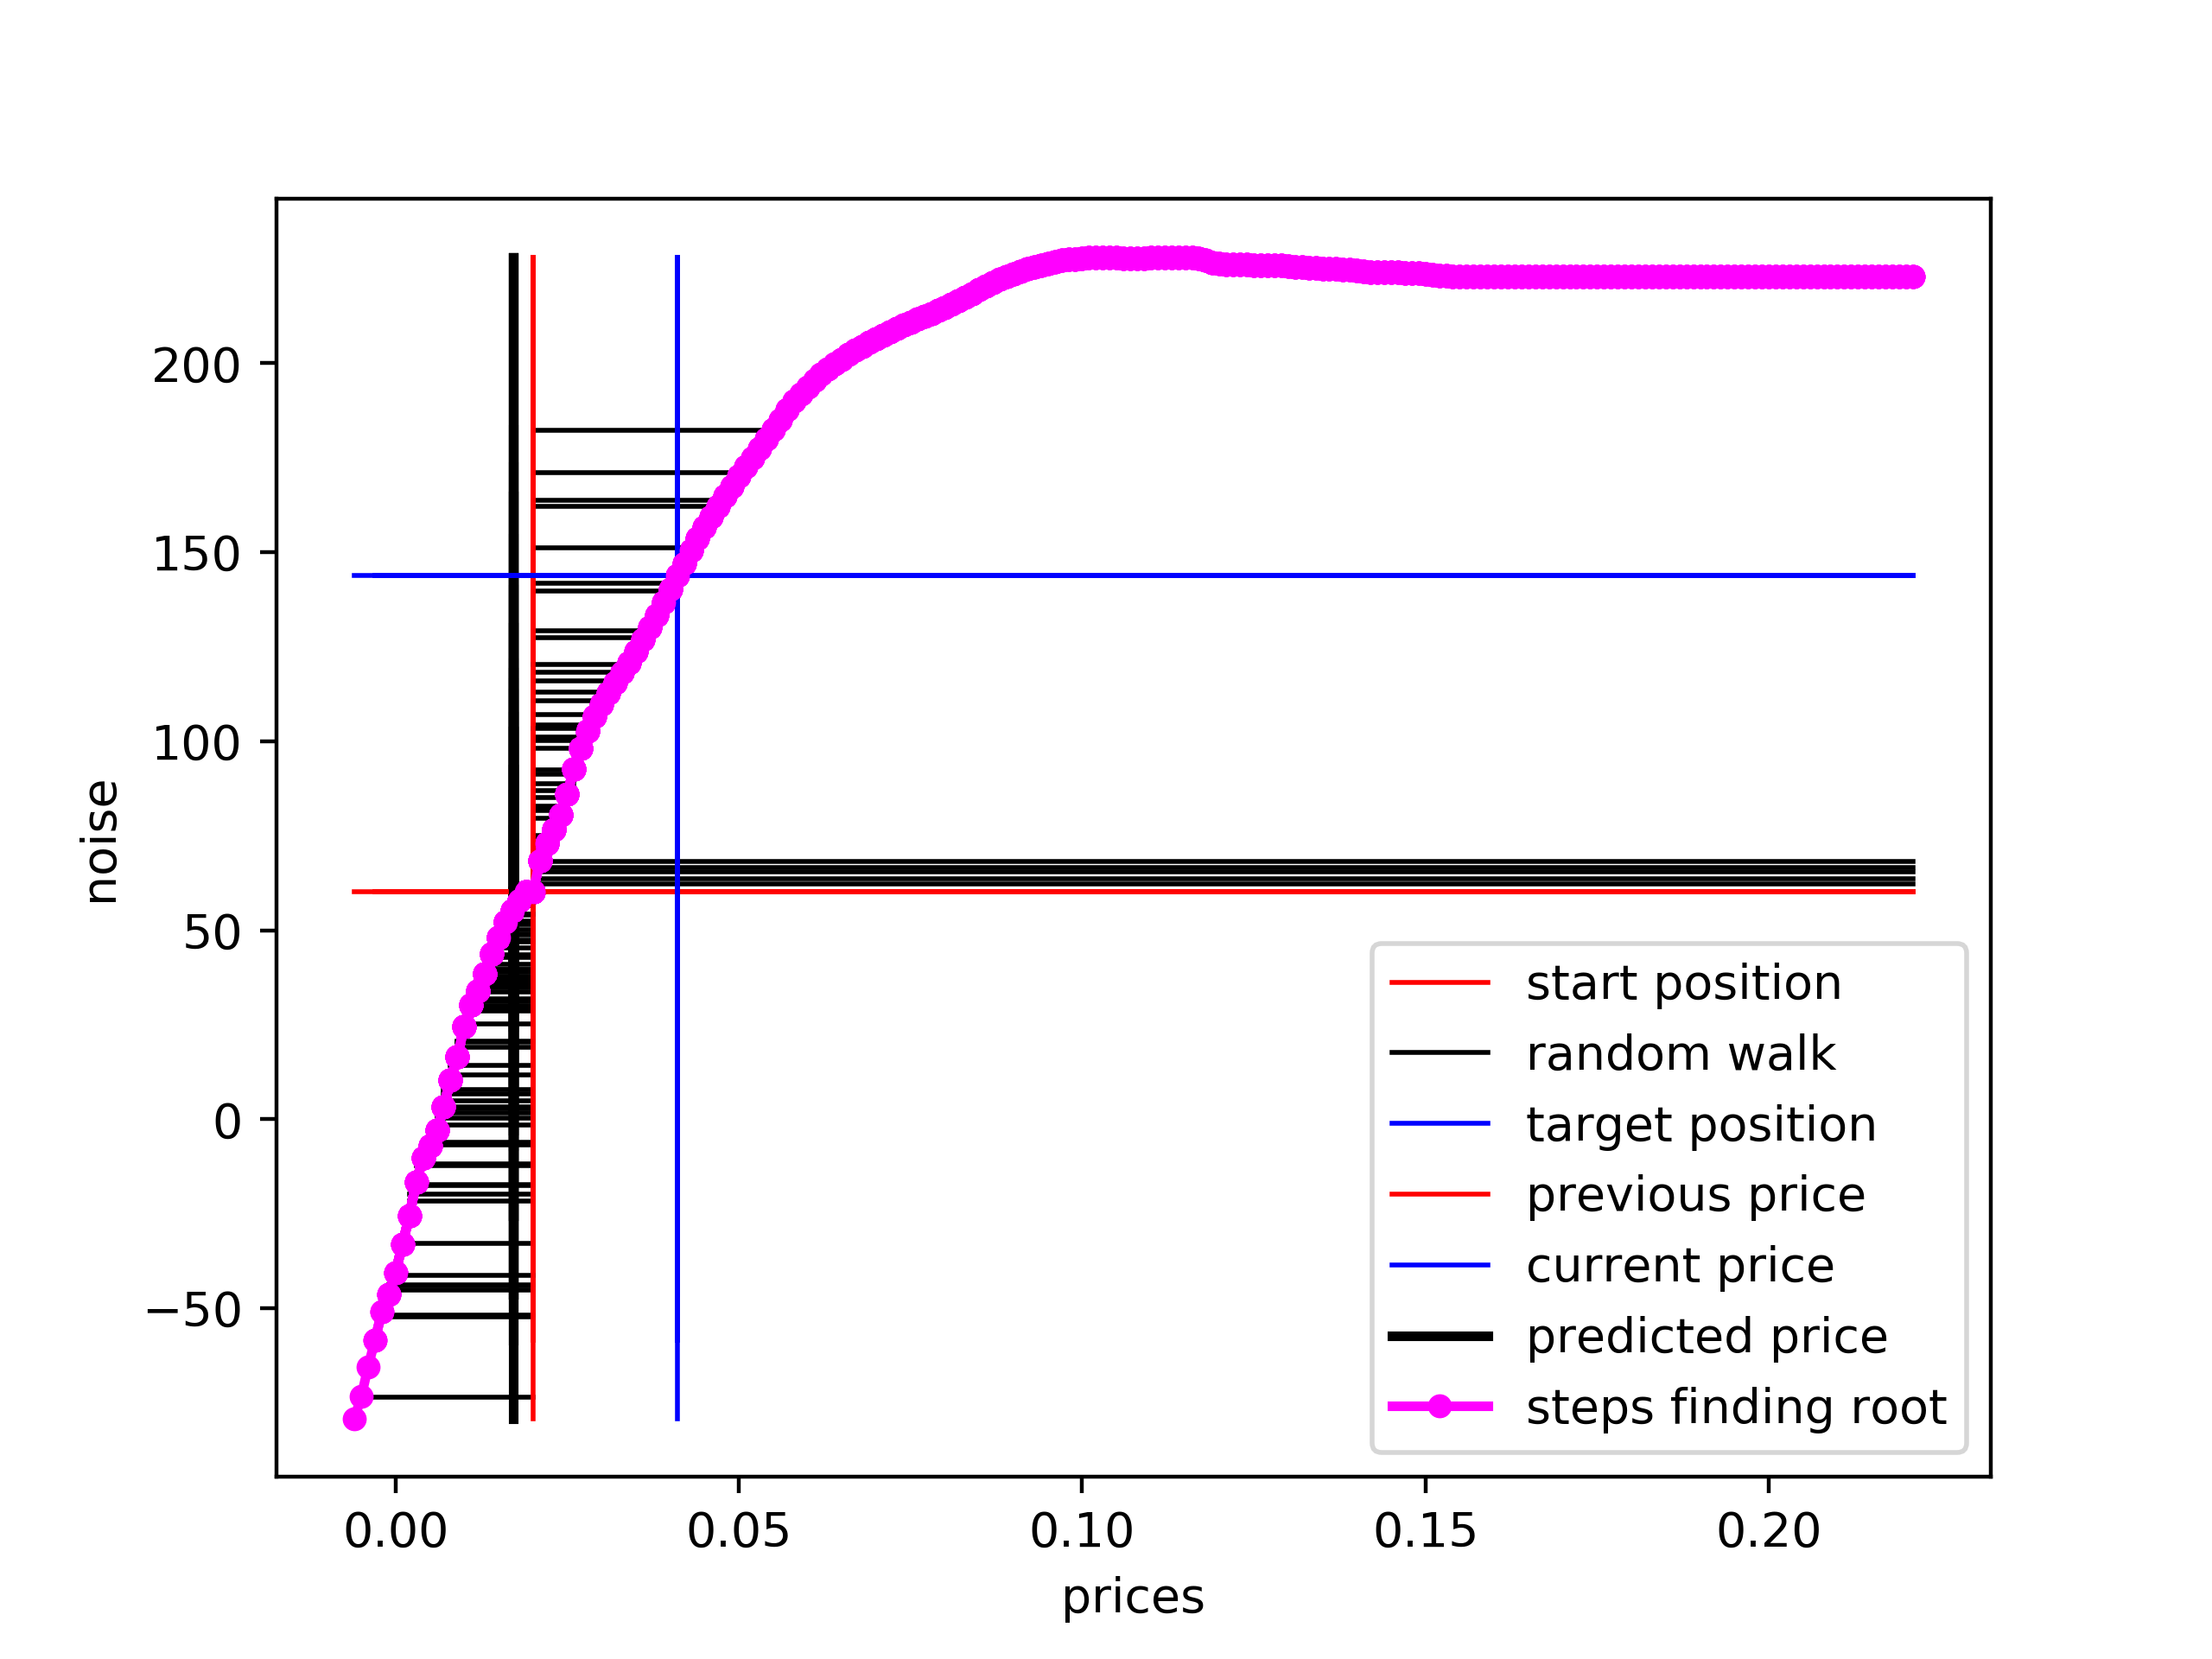 200
150
100
50
0
−50
noise
0.00 0.05 0.10 0.15 0.20
prices
start position
random walk
target position
previous price
current price
predicted price
steps finding root